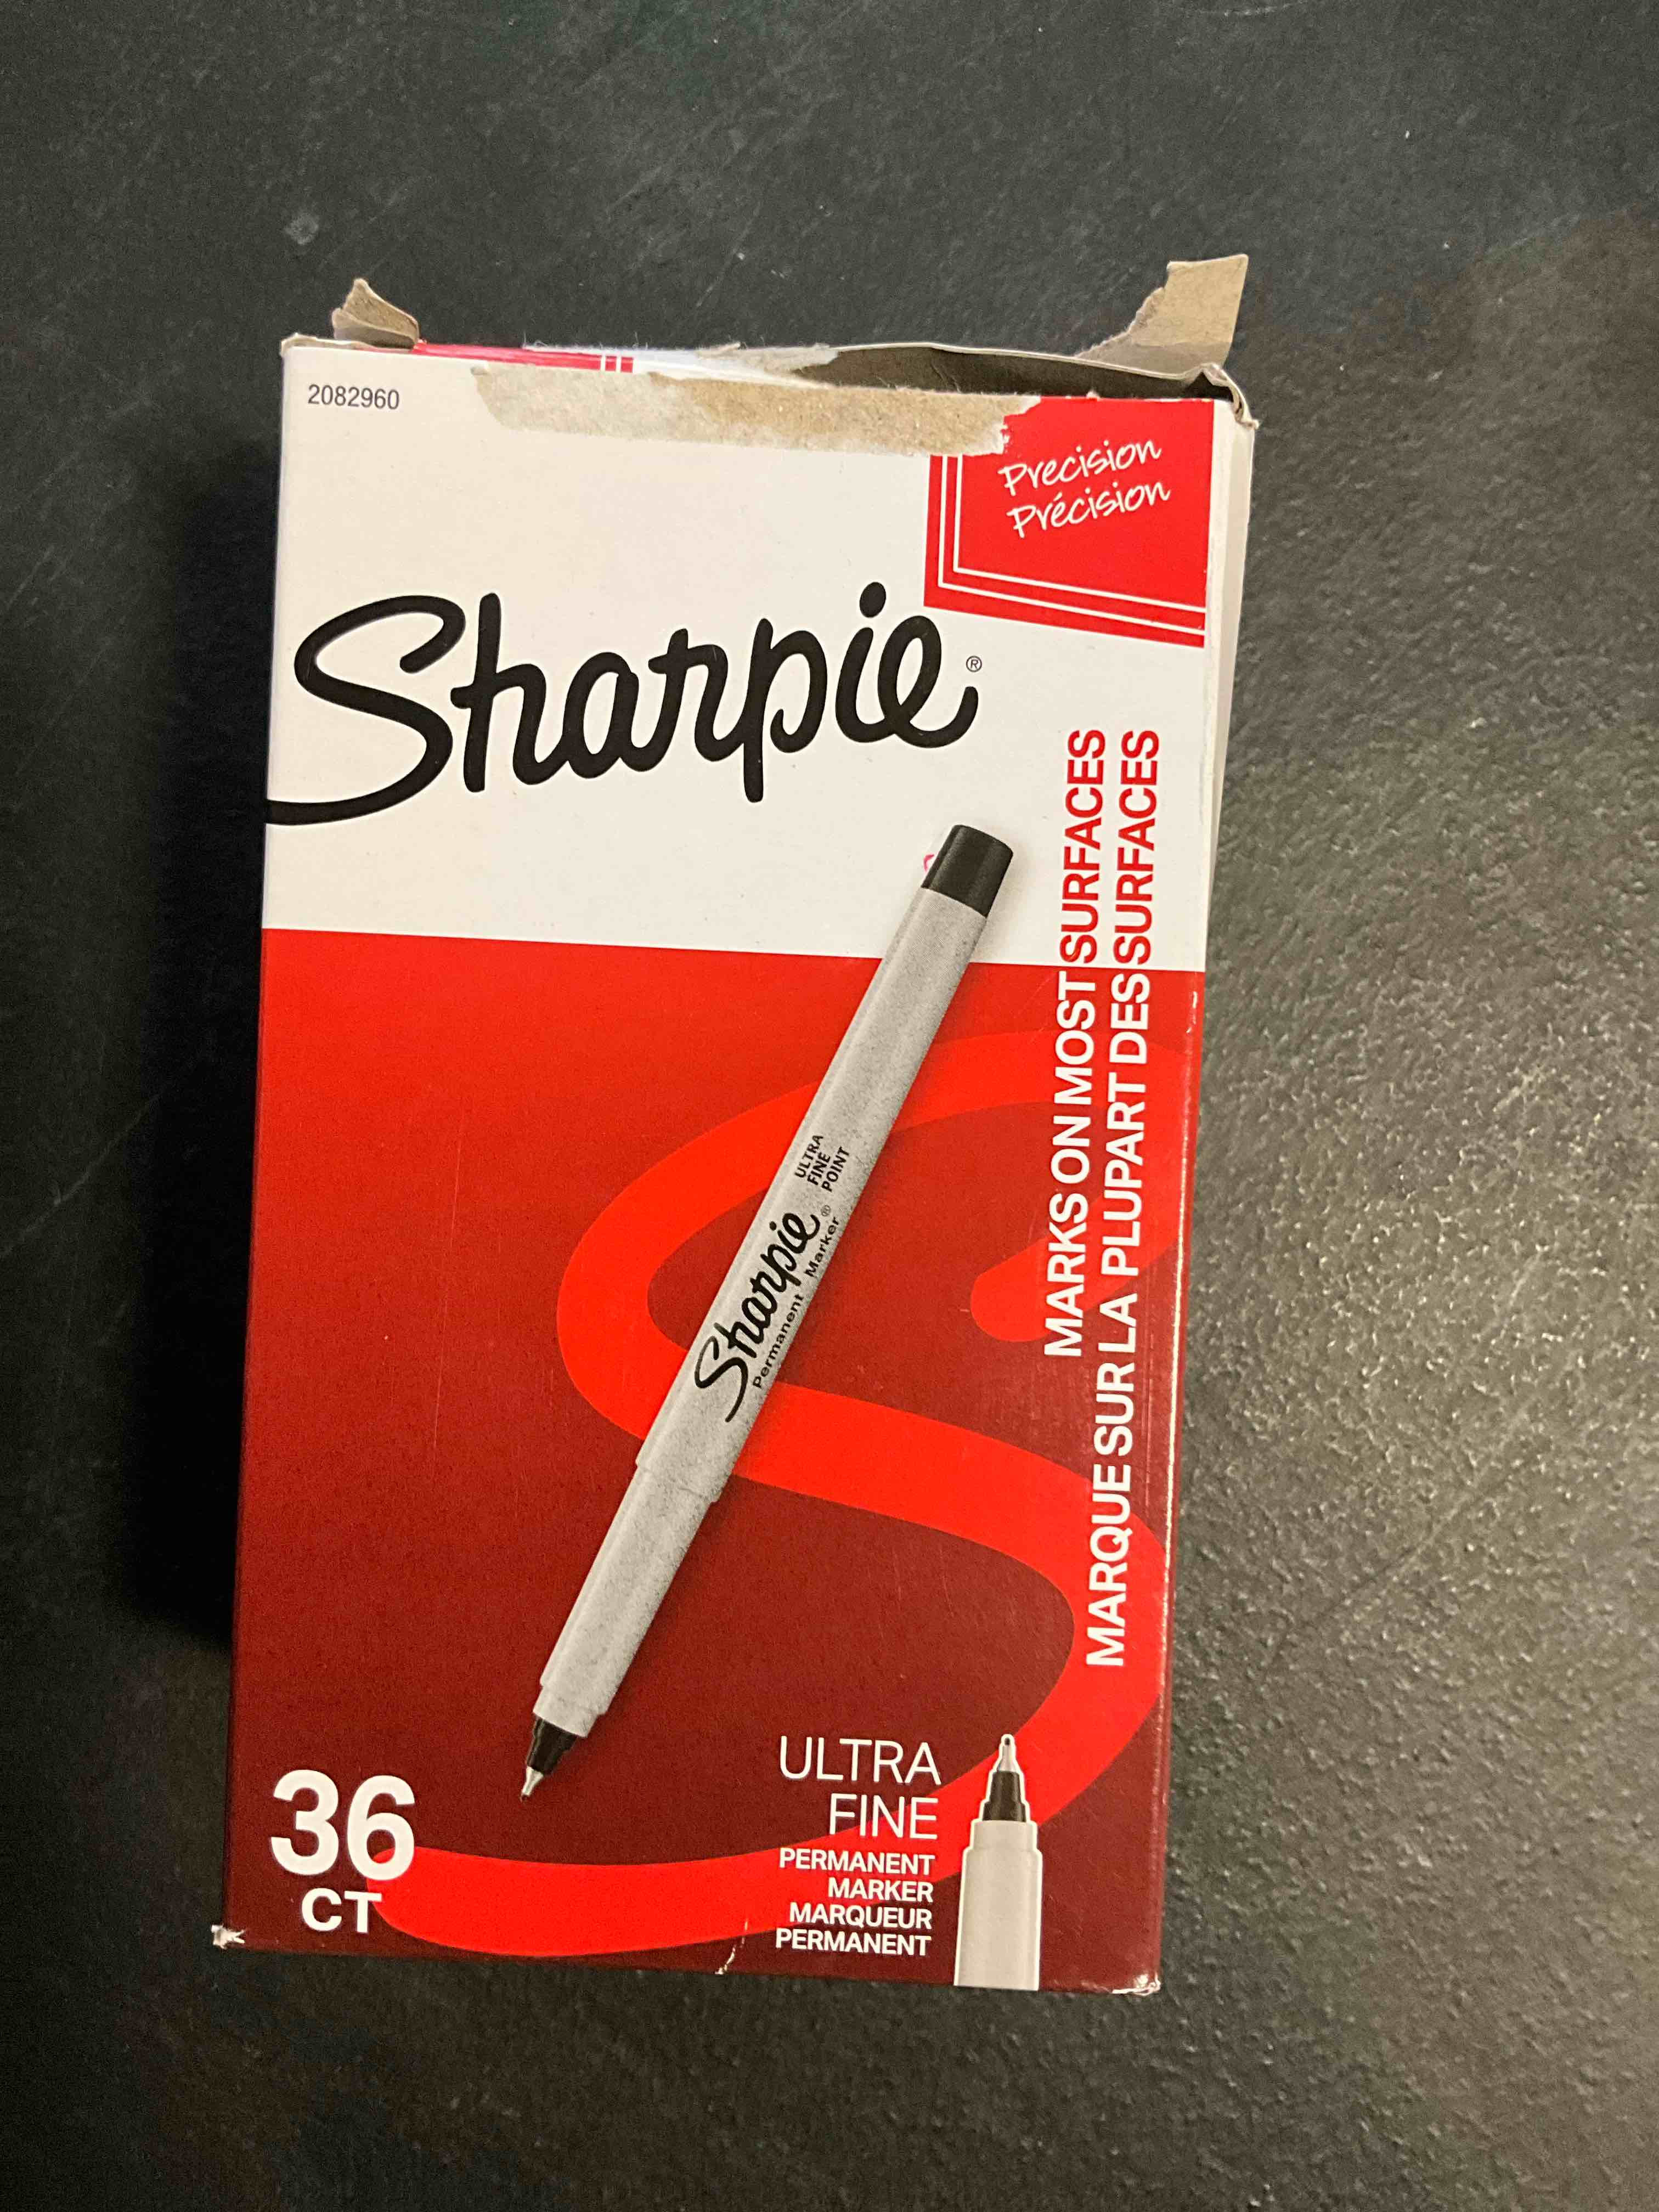 2082960
Precision
Précision
Sharpie®
MARKS ON MOST SURFACES
MARQUE SUR LA PLUPART DES SURFACES
Sharpie®
Permanent Marker
ULTRA
FINE
POINT
36
CT
ULTRA
FINE
PERMANENT
MARKER
MARQUEUR
PERMANENT